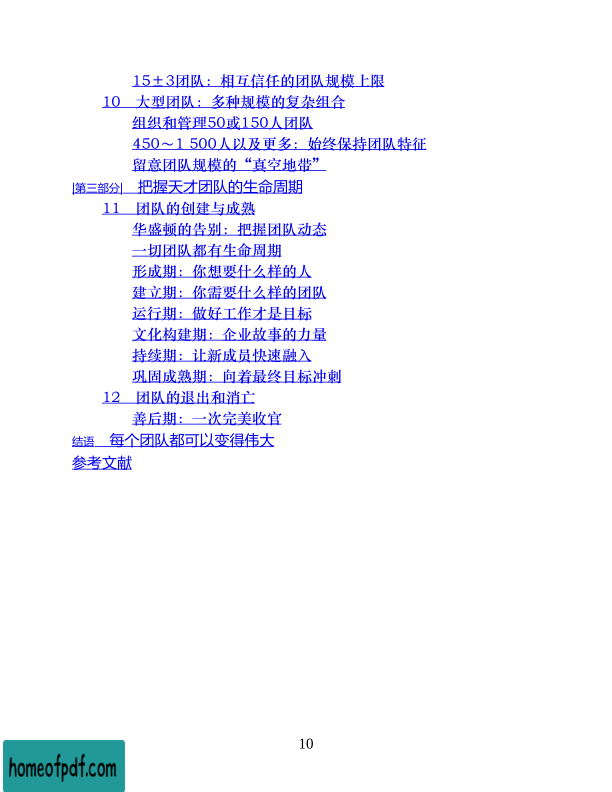 15±3团队：相互信任的团队规模上限
10 大型团队：多种规模的复杂组合
组织和管理50或150人团队
450～1 500人以及更多：始终保持团队特征
留意团队规模的“真空地带”
|第三部分| 把握天才团队的生命周期
11 团队的创建与成熟
华盛顿的告别：把握团队动态
一切团队都有生命周期
形成期：你想要什么样的人
建立期：你需要什么样的团队
运行期：做好工作才是目标
文化构建期：企业故事的力量
持续期：让新成员快速融入
巩固成熟期：向着最终目标冲刺
12 团队的退出和消亡
善后期：一次完美收官
结语 每个团队都可以变得伟大
参考文献
10
homeofpdf.com